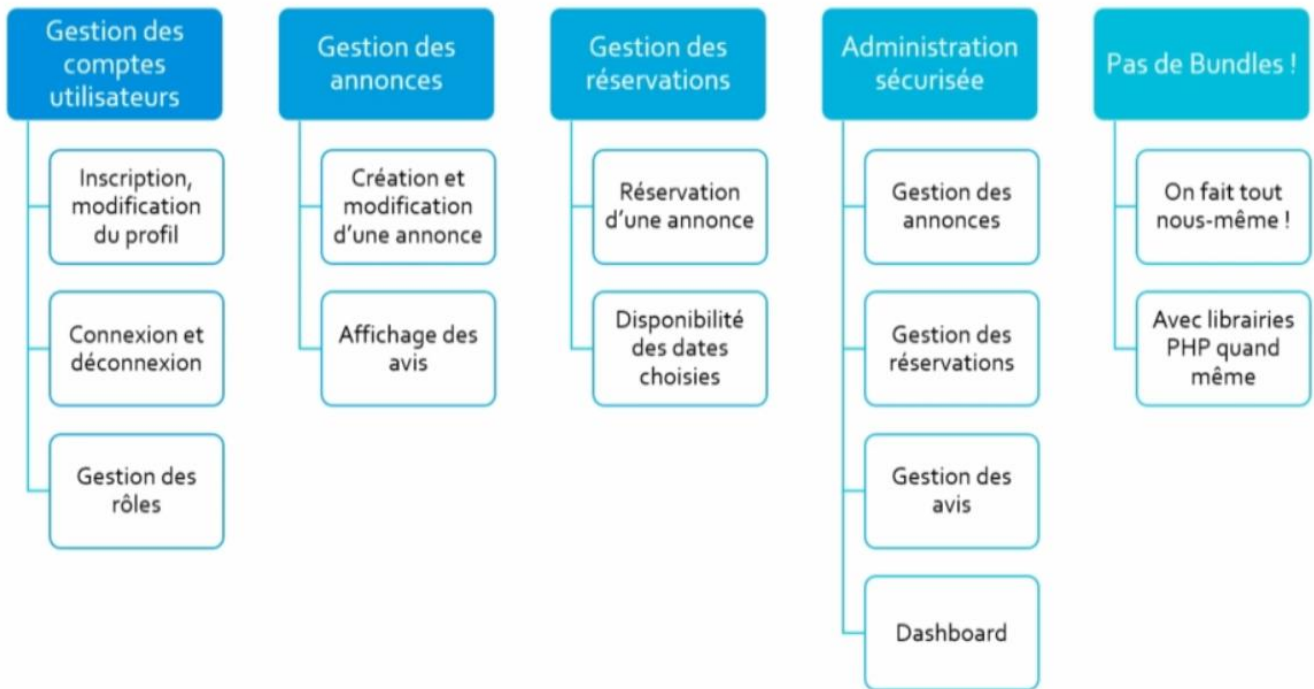 Gestion des
comptes
utilisateurs
Inscription,
modification
du profil
Connexion et
déconnexion
Gestion des
rôles
Gestion des
annonces
Création et
modification
d'une annonce
Affichage des
avis
Gestion des
réservations
Réservation
d'une annonce
Disponibilité
des dates
choisies
Administration
sécurisée
Gestion des
annonces
Gestion des
réservations
Gestion des
avis
Dashboard
Pas de Bundles !
On fait tout
nous-même !
Avec librairies
PHP quand
même